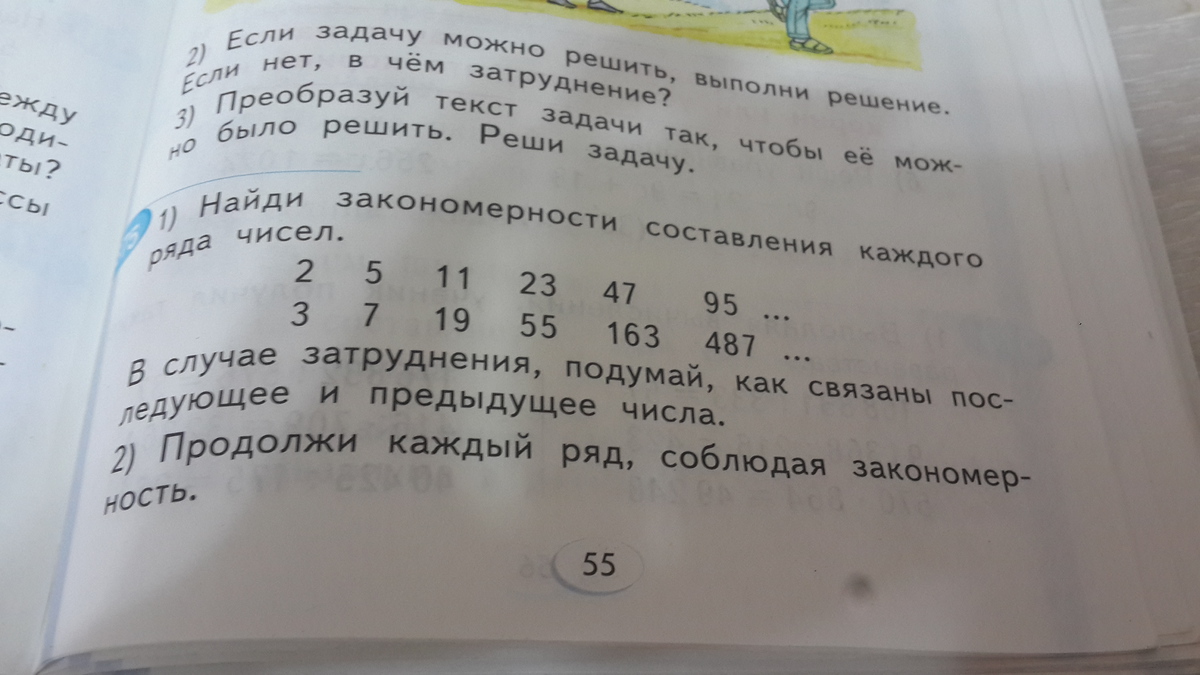 2) Если задачу можно решить, выполни решение.
Если нет, в чём затруднение?
3) Преобразуй текст задачи так, чтобы её мож-
но было решить. Реши задачу.
1) Найди закономерности составления каждого
ряда чисел.
2 5 11 23 47 95 ...
3 7 19 55 163 487 ...
В случае затруднения, подумай, как связаны пос-
ледующее и предыдущее числа.
2) Продолжи каждый ряд, соблюдая закономер-
ность.
55